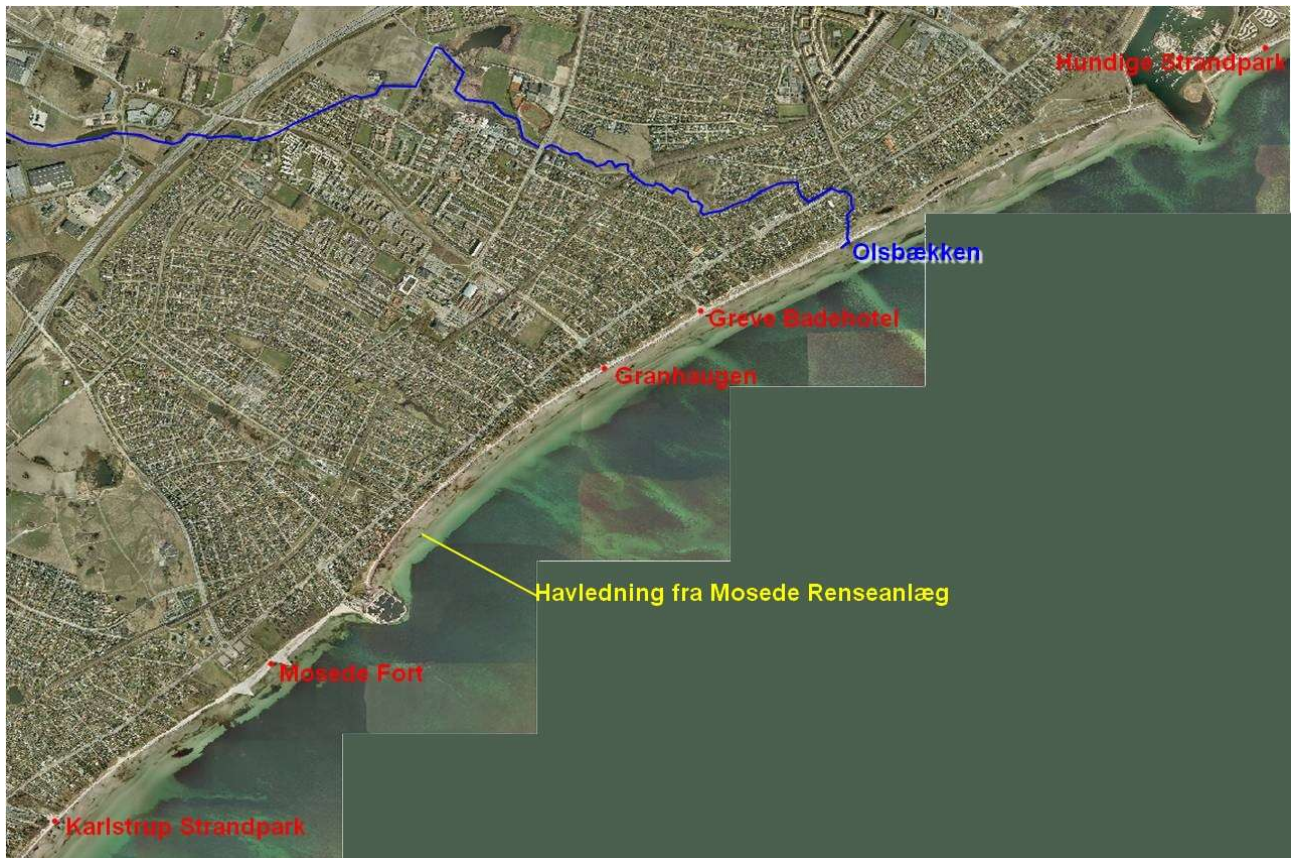 Hundige Strandpark
Olsbækken
Greve Badehotel
Granhaugen
Havledning fra Mosede Renseanlæg
Mosede Fort
Karlstrup Strandpark